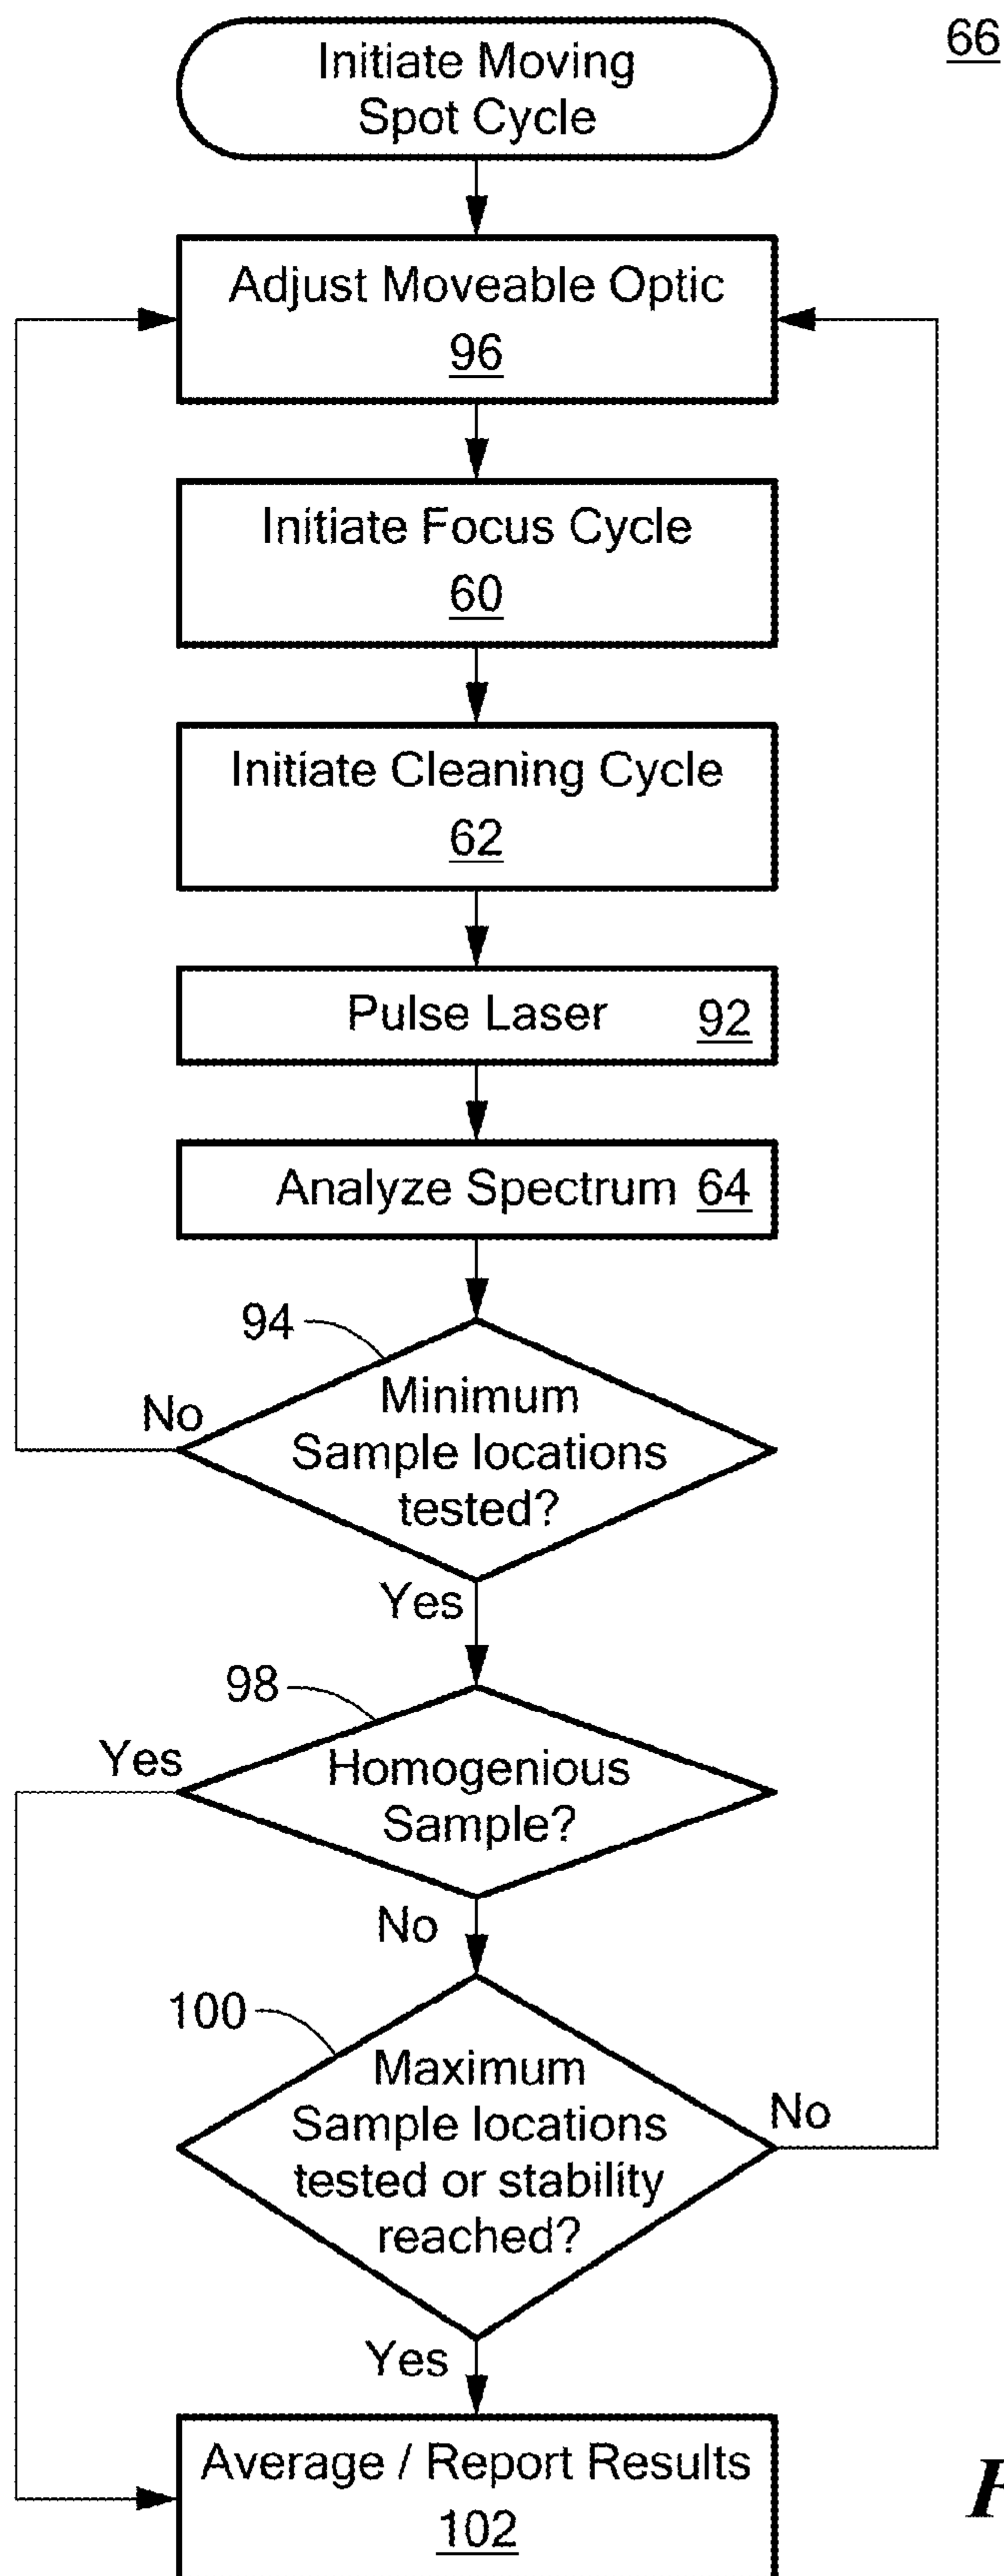 66
Initiate Moving
Spot Cycle
Adjust Moveable Optic
96
Initiate Focus Cycle
60
Initiate Cleaning Cycle
62
Pulse Laser 92
Analyze Spectrum 64
94
Minimum
Sample locations
tested?
No
Yes
98
Homogenious
Sample?
Yes
No
100
Maximum
Sample locations
tested or stability
reached?
No
Yes
Average / Report Results
102